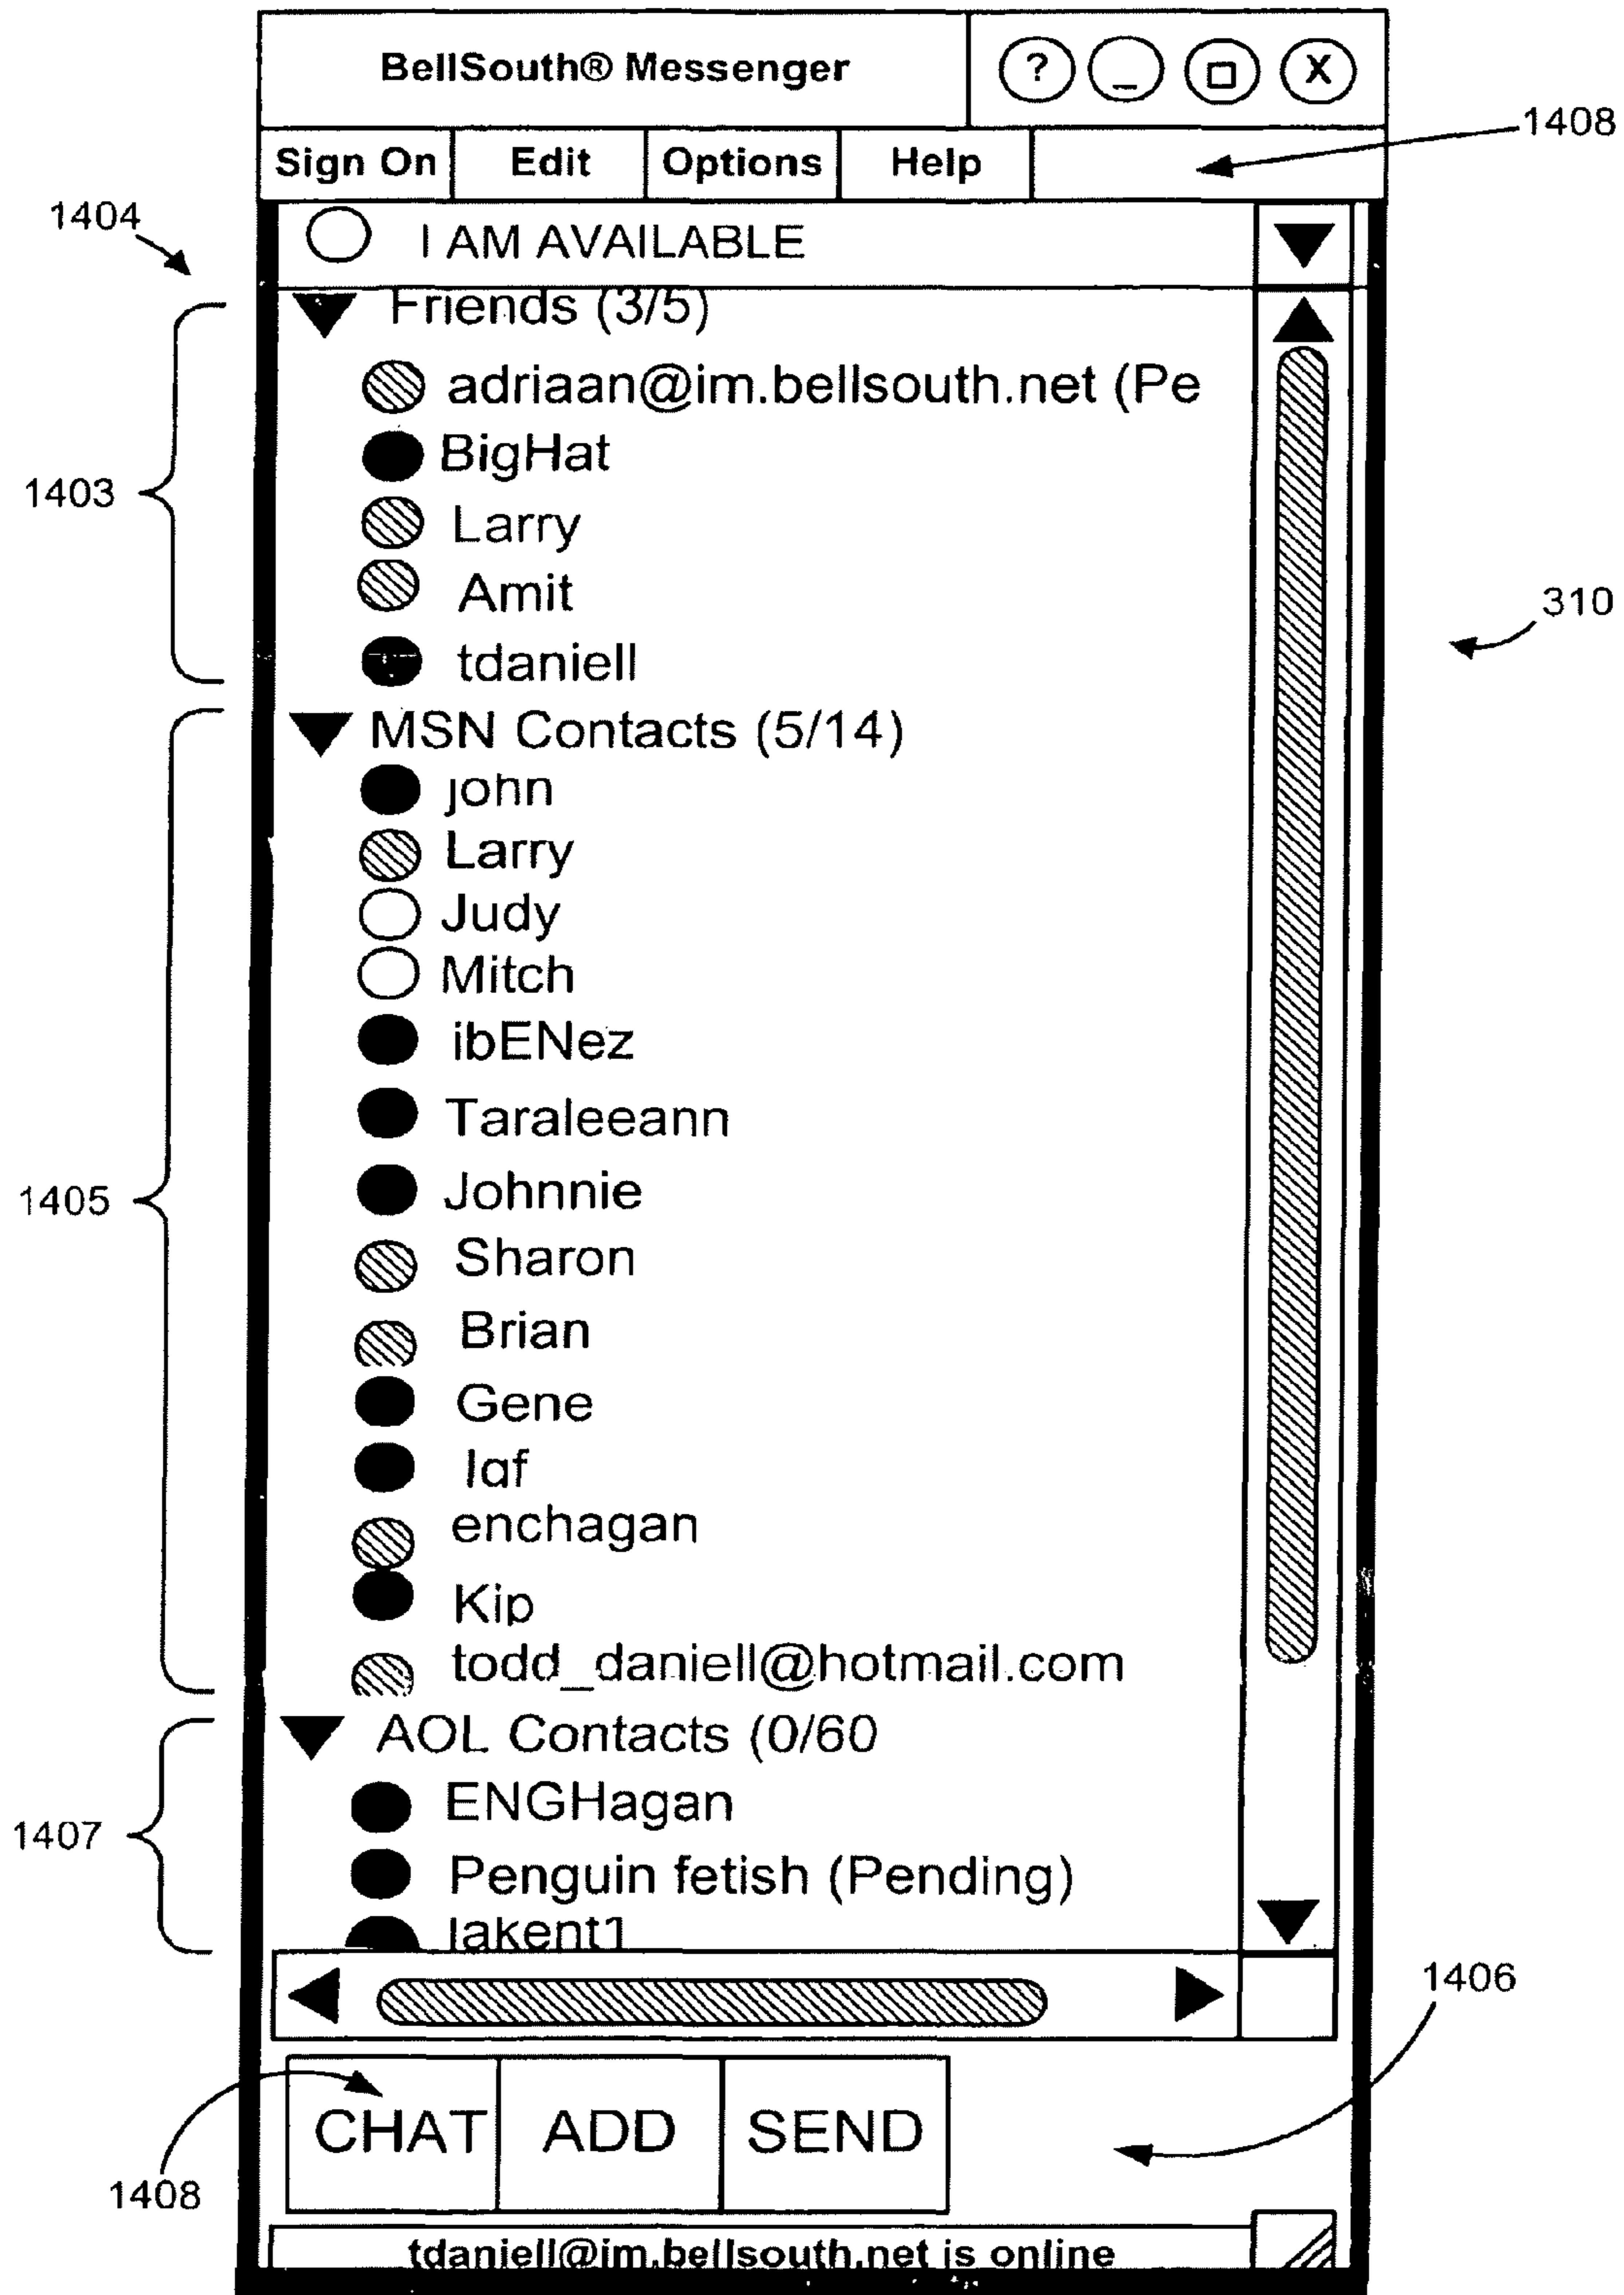 BellSouth® Messenger ? _ X
1408
Sign On Edit Options Help
1404
I AM AVAILABLE
Friends (3/5)
adriaan@im.bellsouth.net (Pe
BigHat
1403
Larry
Amit
310
tdaniell
MSN Contacts (5/14)
john
Larry
Judy
Mitch
ibENez
Taraleeann
1405
Johnnie
Sharon
Brian
Gene
enchagan
Kip
todd_daniell@hotmail.com
AOL Contacts (0/60
ENGHagan
1407
Penguin fetish (Pending)
lakent1
1406
CHAT ADD SEND
1408
tdaniell@im.bellsouth.net is online